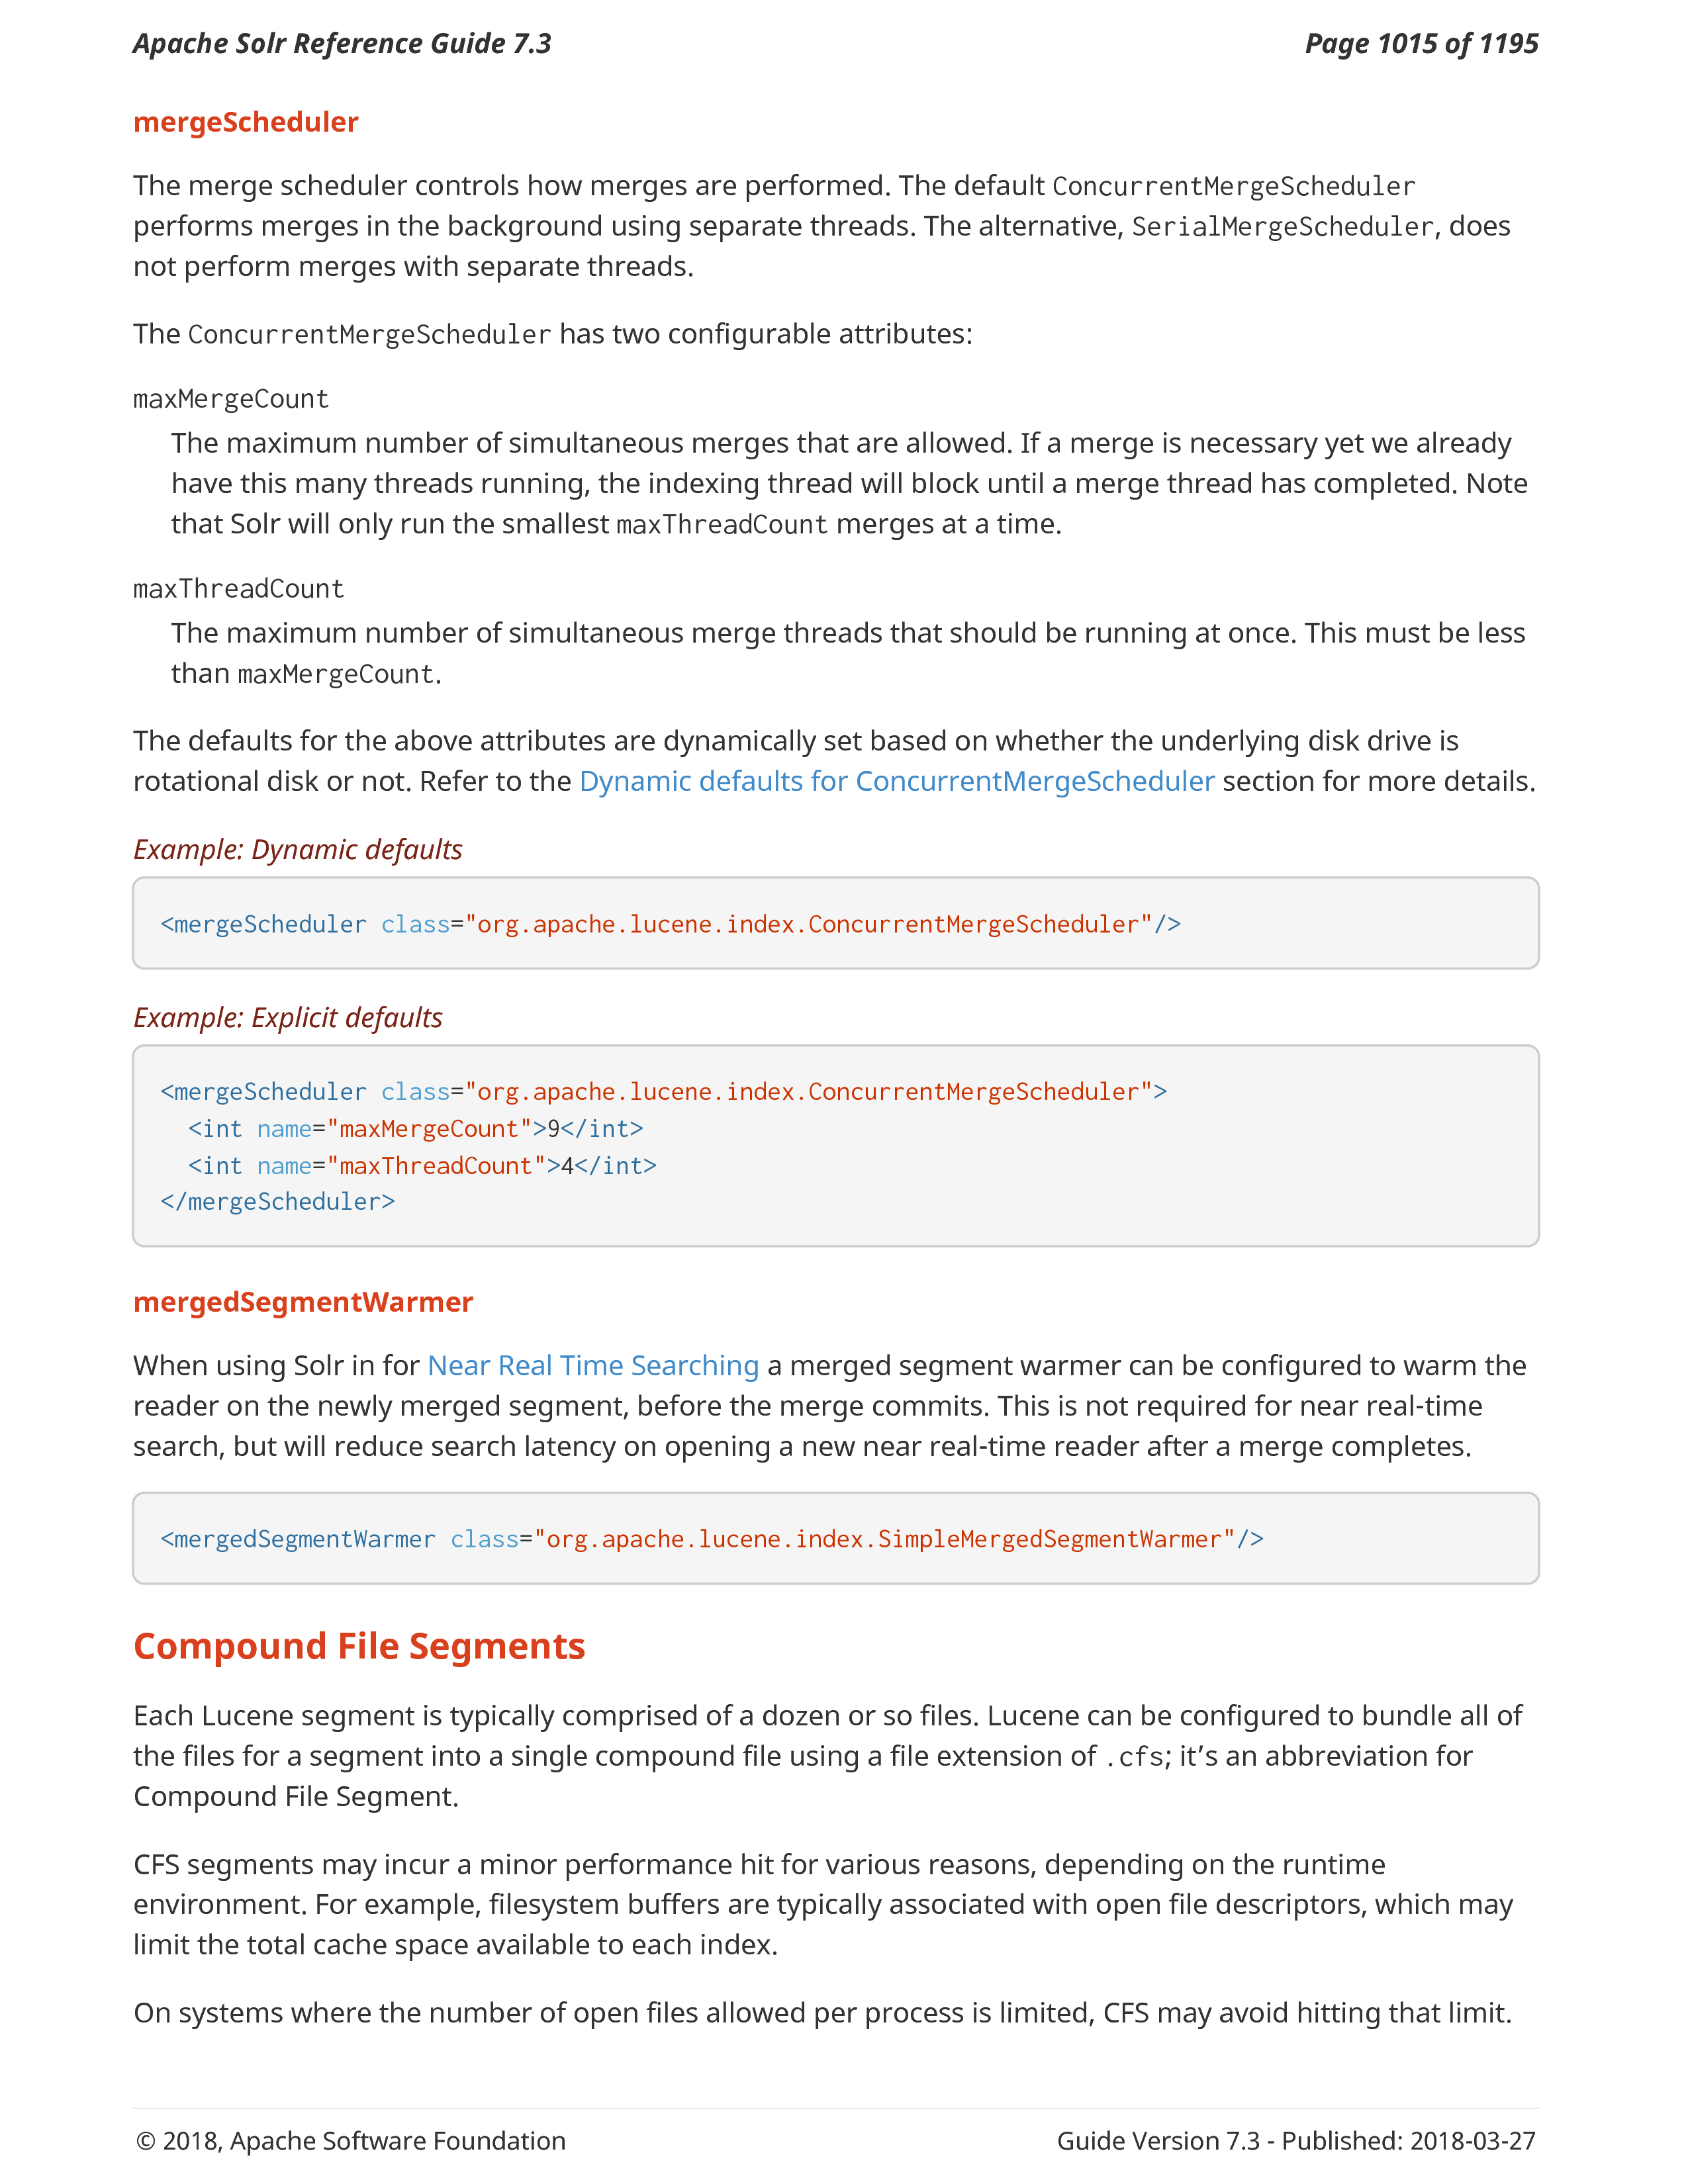 Apache Solr Reference Guide 7.3 Page 1015 of 1195
mergeScheduler
The merge scheduler controls how merges are performed. The default ConcurrentMergeScheduler
performs merges in the background using separate threads. The alternative, SerialMergeScheduler, does
not perform merges with separate threads.
The ConcurrentMergeScheduler has two configurable attributes:
maxMergeCount
The maximum number of simultaneous merges that are allowed. If a merge is necessary yet we already
have this many threads running, the indexing thread will block until a merge thread has completed. Note
that Solr will only run the smallest maxThreadCount merges at a time.
maxThreadCount
The maximum number of simultaneous merge threads that should be running at once. This must be less
than maxMergeCount.
The defaults for the above attributes are dynamically set based on whether the underlying disk drive is
rotational disk or not. Refer to the Dynamic defaults for ConcurrentMergeScheduler section for more details.
Example: Dynamic defaults
<mergeScheduler class="org.apache.lucene.index.ConcurrentMergeScheduler"/>
Example: Explicit defaults
<mergeScheduler class="org.apache.lucene.index.ConcurrentMergeScheduler">
  <int name="maxMergeCount">9</int>
  <int name="maxThreadCount">4</int>
</mergeScheduler>
mergedSegmentWarmer
When using Solr in for Near Real Time Searching a merged segment warmer can be configured to warm the
reader on the newly merged segment, before the merge commits. This is not required for near real-time
search, but will reduce search latency on opening a new near real-time reader after a merge completes.
<mergedSegmentWarmer class="org.apache.lucene.index.SimpleMergedSegmentWarmer"/>
Compound File Segments
Each Lucene segment is typically comprised of a dozen or so files. Lucene can be configured to bundle all of
the files for a segment into a single compound file using a file extension of .cfs; it’s an abbreviation for
Compound File Segment.
CFS segments may incur a minor performance hit for various reasons, depending on the runtime
environment. For example, filesystem buffers are typically associated with open file descriptors, which may
limit the total cache space available to each index.
On systems where the number of open files allowed per process is limited, CFS may avoid hitting that limit.
© 2018, Apache Software Foundation Guide Version 7.3 - Published: 2018-03-27